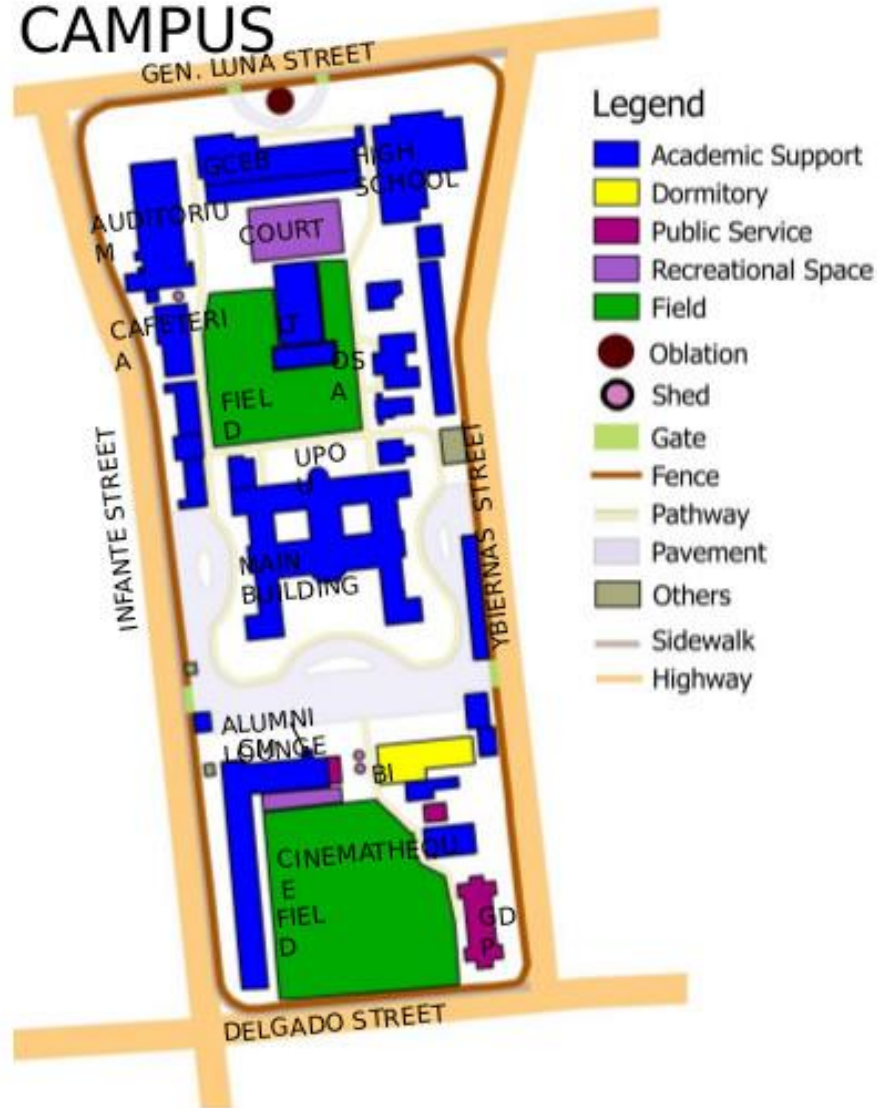 CAMPUS
GEN. LUNA STREET
GCEB
HIGH
SCHOOL
AUDITORIU
M
COURT
CAFETERI
A
LT
DS
A
FIEL
D
UPO
U
INFANTE STREET
YBIERNAS STREET
MAIN
BUILDING
ALUMNI
LOUNGE
BI
CINEMATHEQU
E
FIEL
D
GD
P
DELGADO STREET
Legend
Academic Support
Dormitory
Public Service
Recreational Space
Field
Oblation
Shed
Gate
Fence
Pathway
Pavement
Others
Sidewalk
Highway